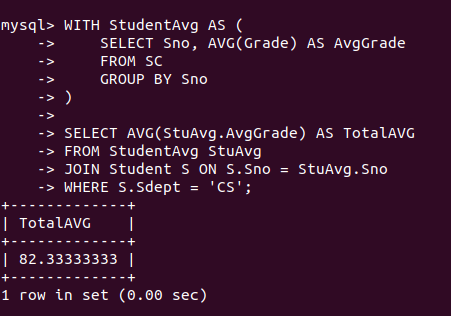 mysql> WITH StudentAvg AS (
    ->     SELECT Sno, AVG(Grade) AS AvgGrade
    ->     FROM SC
    ->     GROUP BY Sno
    -> )
    ->
    -> SELECT AVG(StuAvg.AvgGrade) AS TotalAVG
    -> FROM StudentAvg StuAvg
    -> JOIN Student S ON S.Sno = StuAvg.Sno
    -> WHERE S.Sdept = 'CS';
+-------------+
| TotalAVG    |
+-------------+
| 82.33333333 |
+-------------+
1 row in set (0.00 sec)